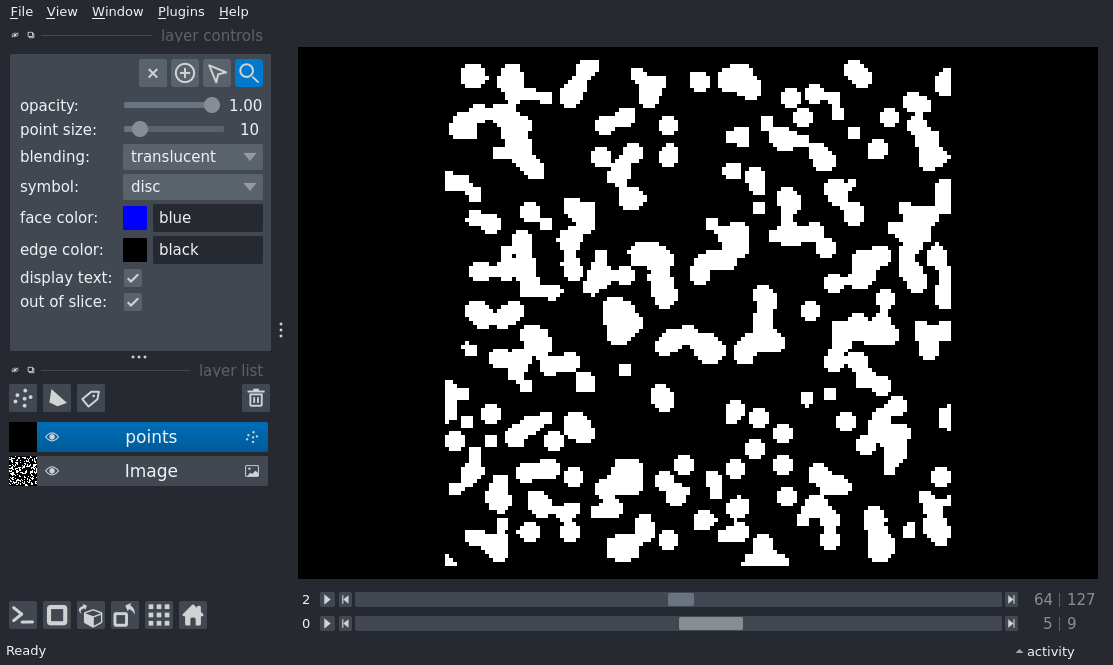 File View Window Plugins Help
layer controls
opacity: 1.00
point size: 10
blending: translucent
symbol: disc
face color: blue
edge color: black
display text:
out of slice:
layer list
points
Image
2 64 | 127
0 5 | 9
Ready activity